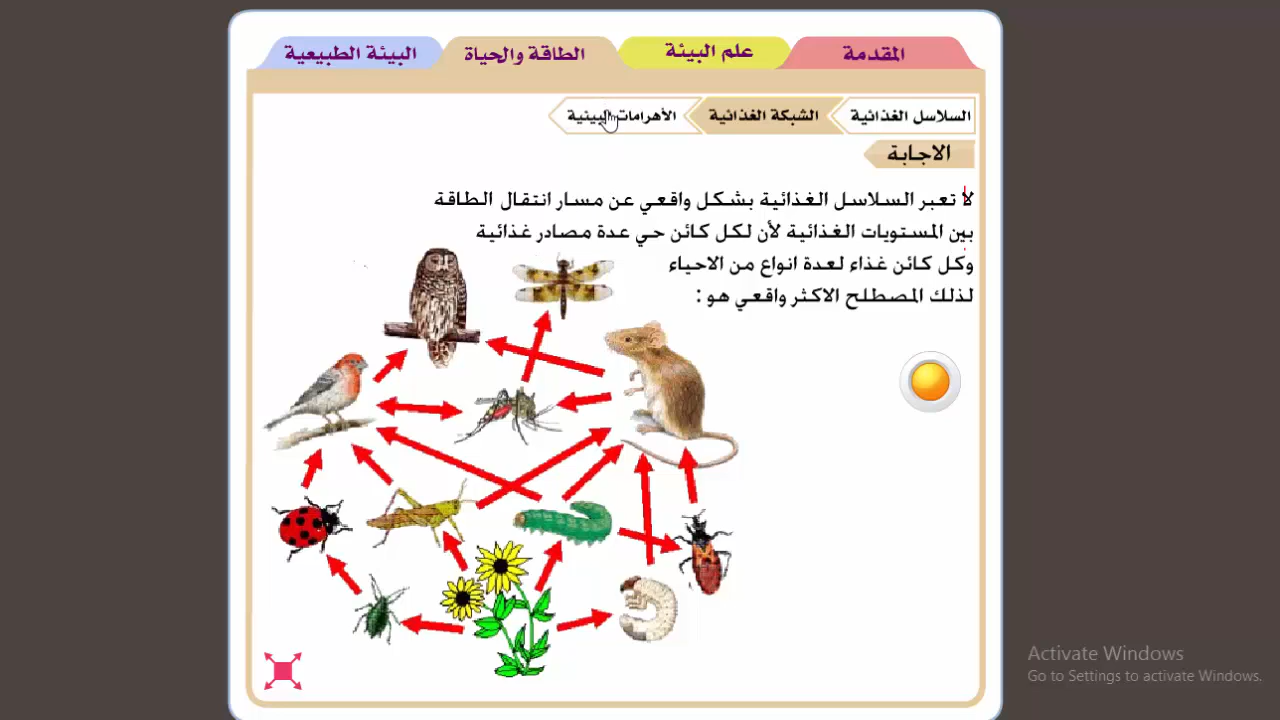 المقدمة
علم البيئة
الطاقة والحياة
البيئة الطبيعية
السلاسل الغذائية
الشبكة الغذائية
الأهرامات البيئية
الاجابة
لا تعبر السلاسل الغذائية بشكل واقعي عن مسار انتقال الطاقة
بين المستويات الغذائية لأن لكل كائن حي عدة مصادر غذائية
وكل كائن غذاء لعدة انواع من الاحياء
لذلك المصطلح الاكثر واقعي هو :
Activate Windows
Go to Settings to activate Windows.